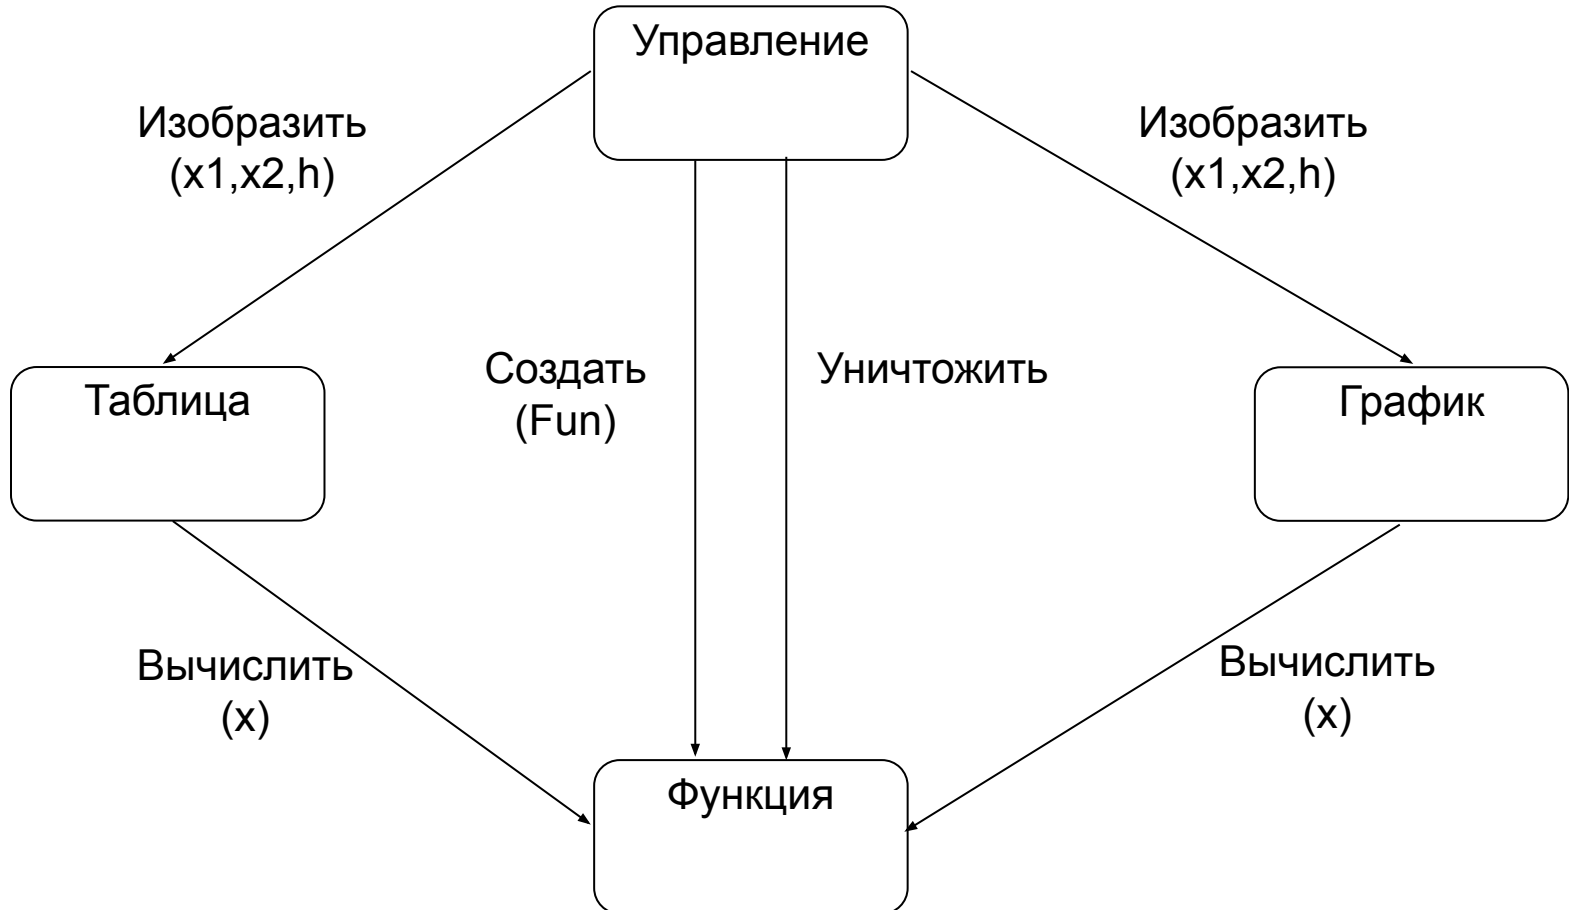 Управление
Изобразить
(x1,x2,h)
Изобразить
(x1,x2,h)
Создать
(Fun)
Уничтожить
Таблица
График
Вычислить
(x)
Вычислить
(x)
Функция